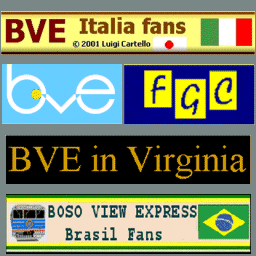 BVE Italia fans
© 2001 Luigi Cartello
bve
FGC
BVE in Virginia
BOSO VIEW EXPRESS
Brasil Fans